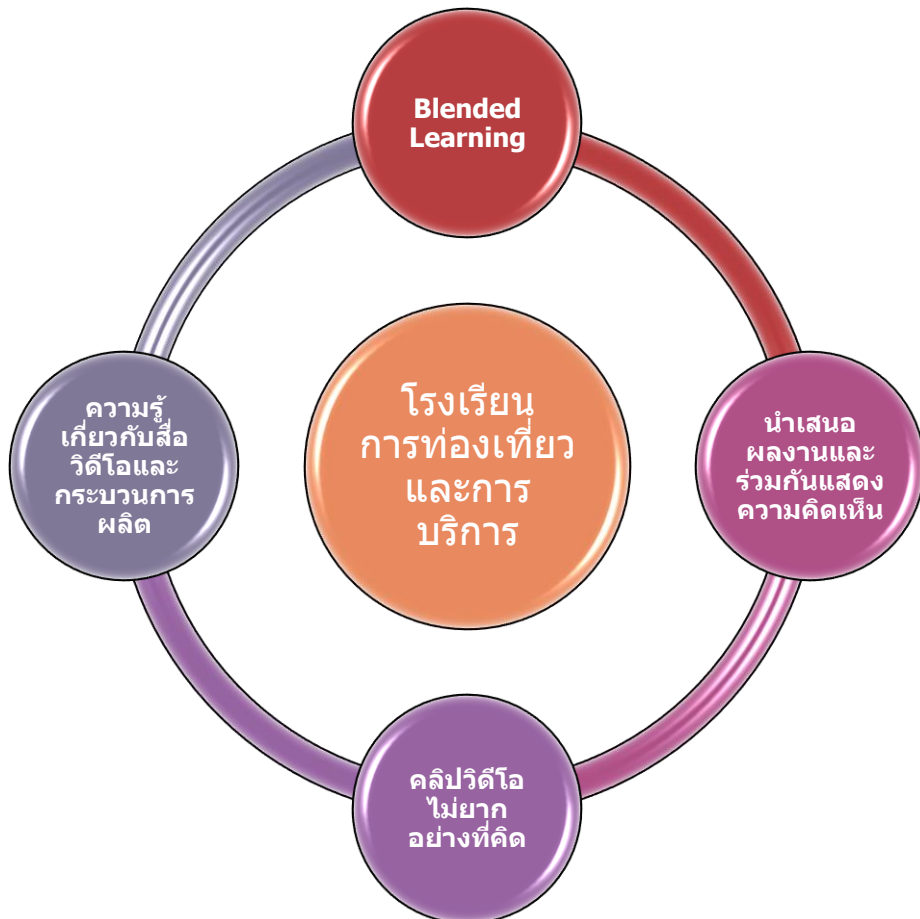 Blended
Learning
โรงเรียน
การท่องเที่ยว
และการ
บริการ
ความรู้
เกี่ยวกับสื่อ
วิดีโอและ
กระบวนการ
ผลิต
นำเสนอ
ผลงานและ
ร่วมกันแสดง
ความคิดเห็น
คลิปวิดีโอ
ไม่ยาก
อย่างที่คิด